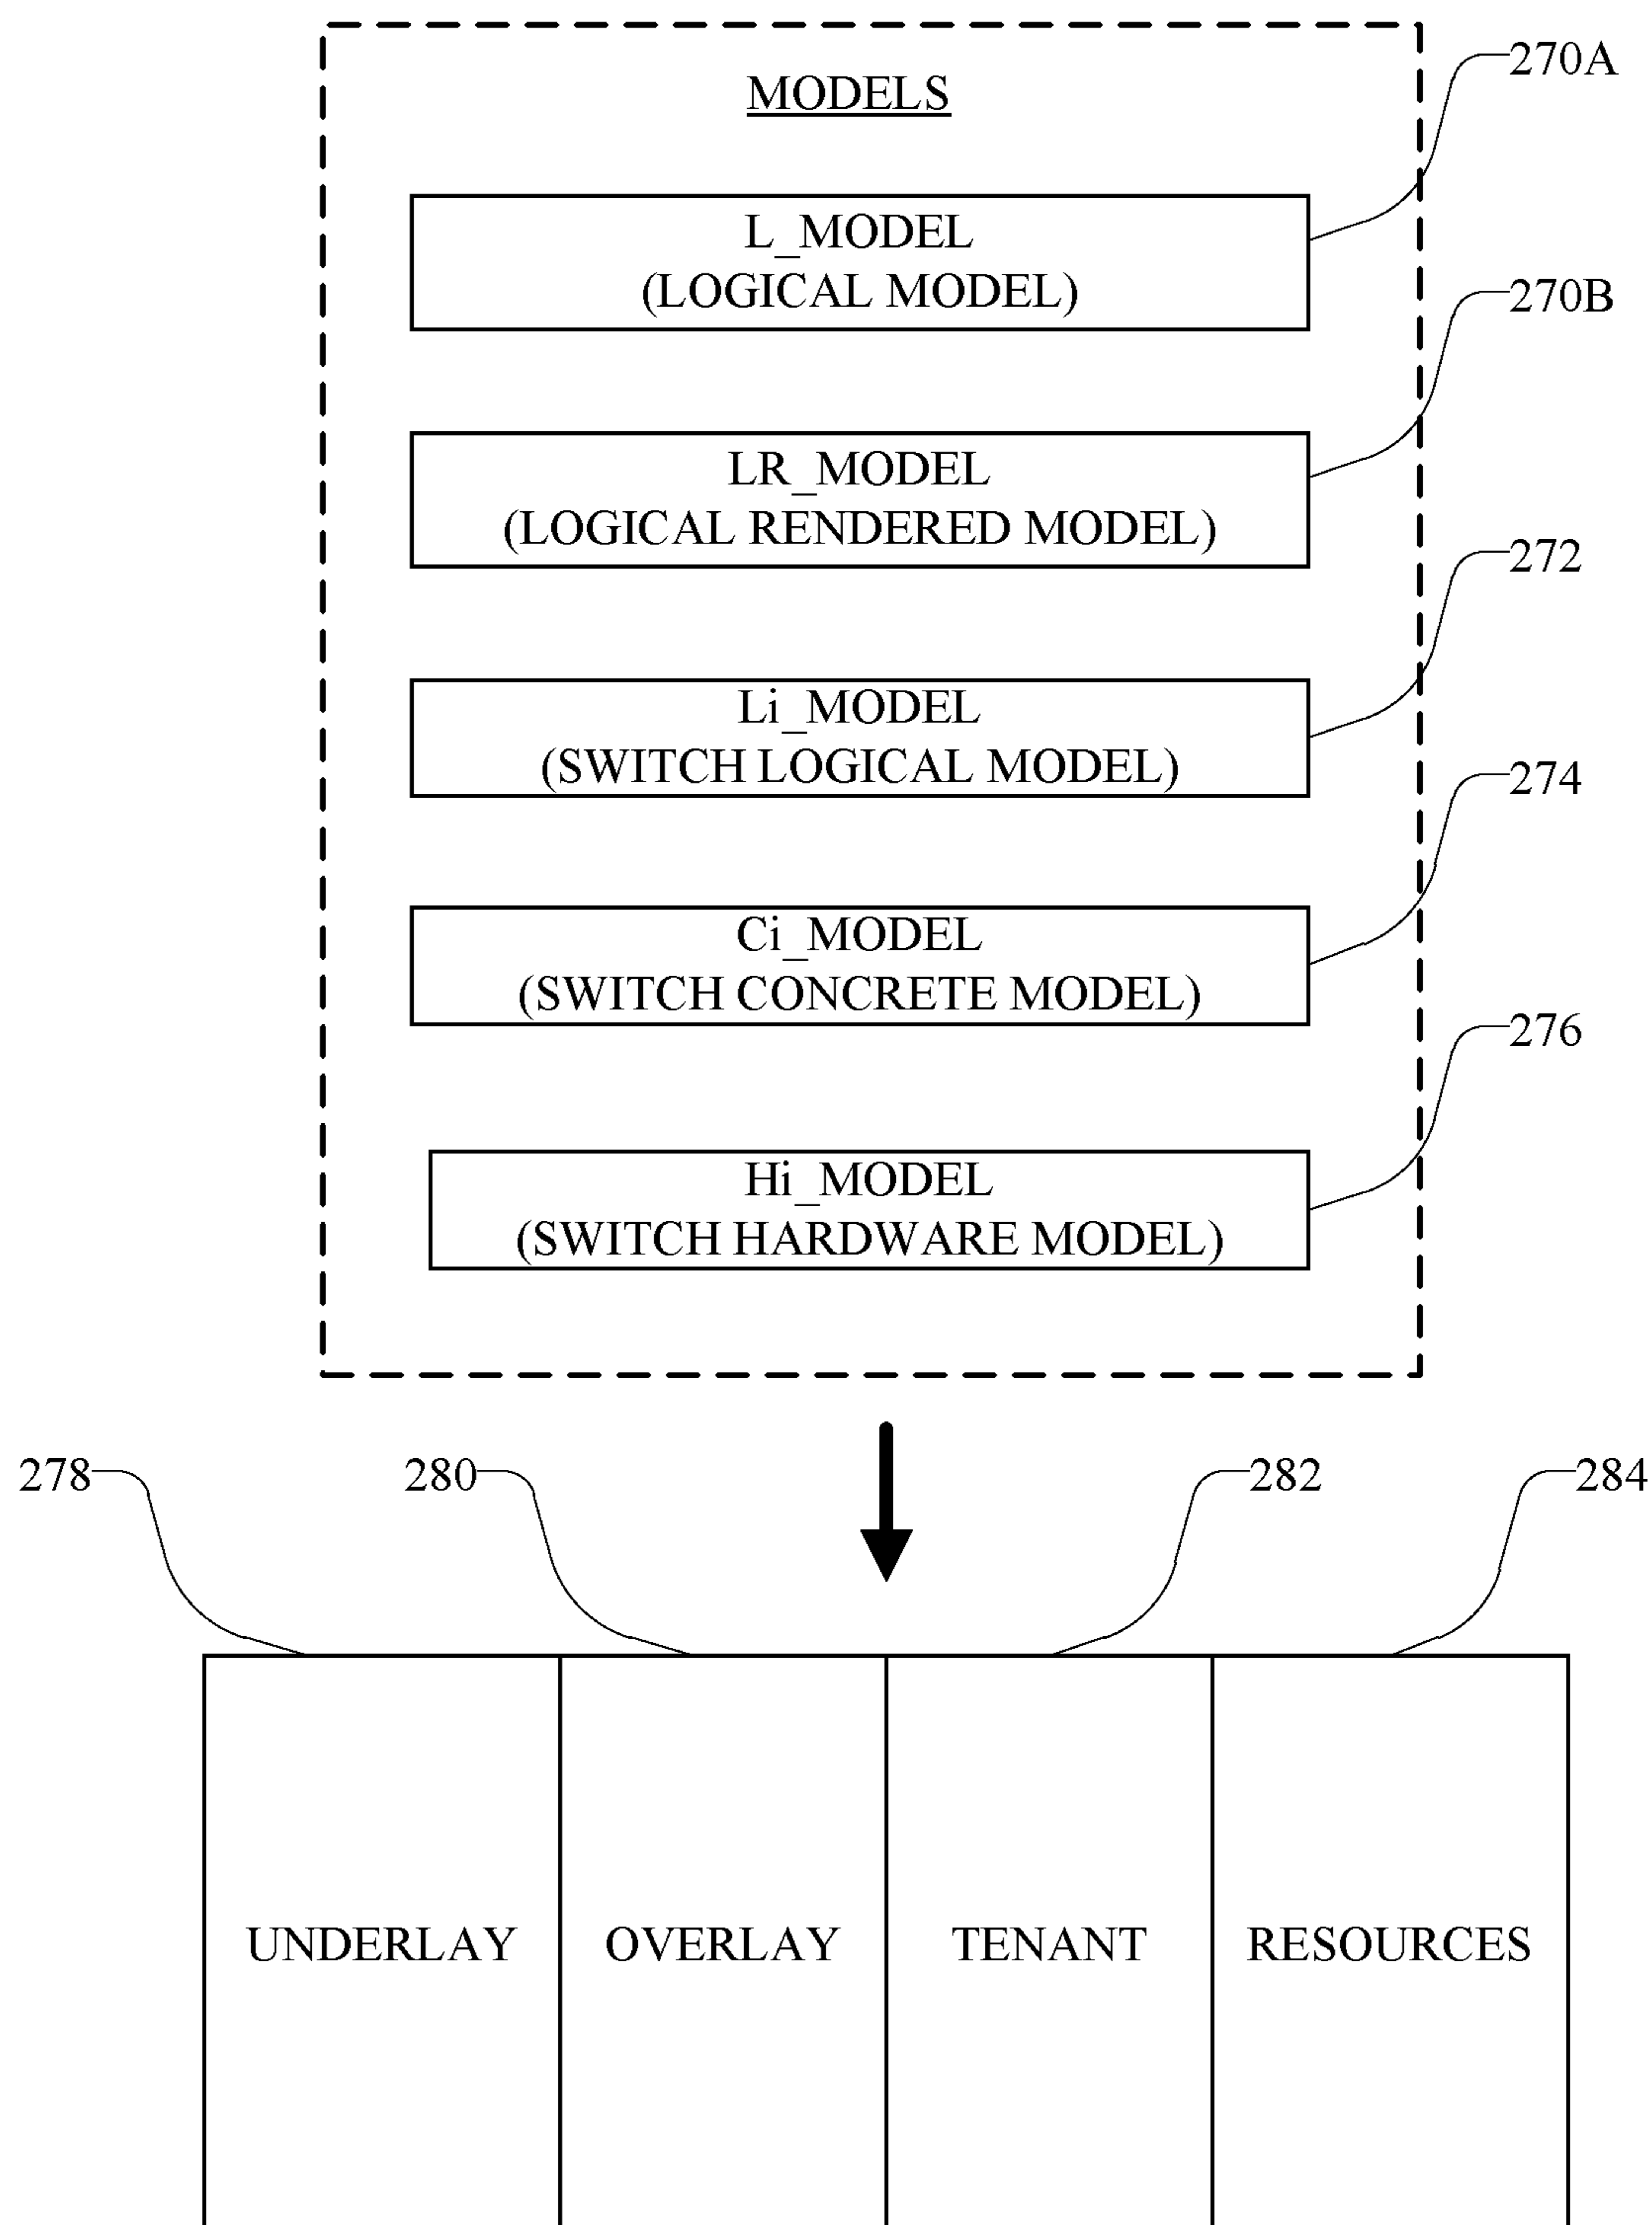 MODELS
270A
L_MODEL
(LOGICAL MODEL)
270B
LR_MODEL
(LOGICAL RENDERED MODEL)
272
Li_MODEL
(SWITCH LOGICAL MODEL)
274
Ci_MODEL
(SWITCH CONCRETE MODEL)
276
Hi_MODEL
(SWITCH HARDWARE MODEL)
278
280
282
284
UNDERLAY
OVERLAY
TENANT
RESOURCES